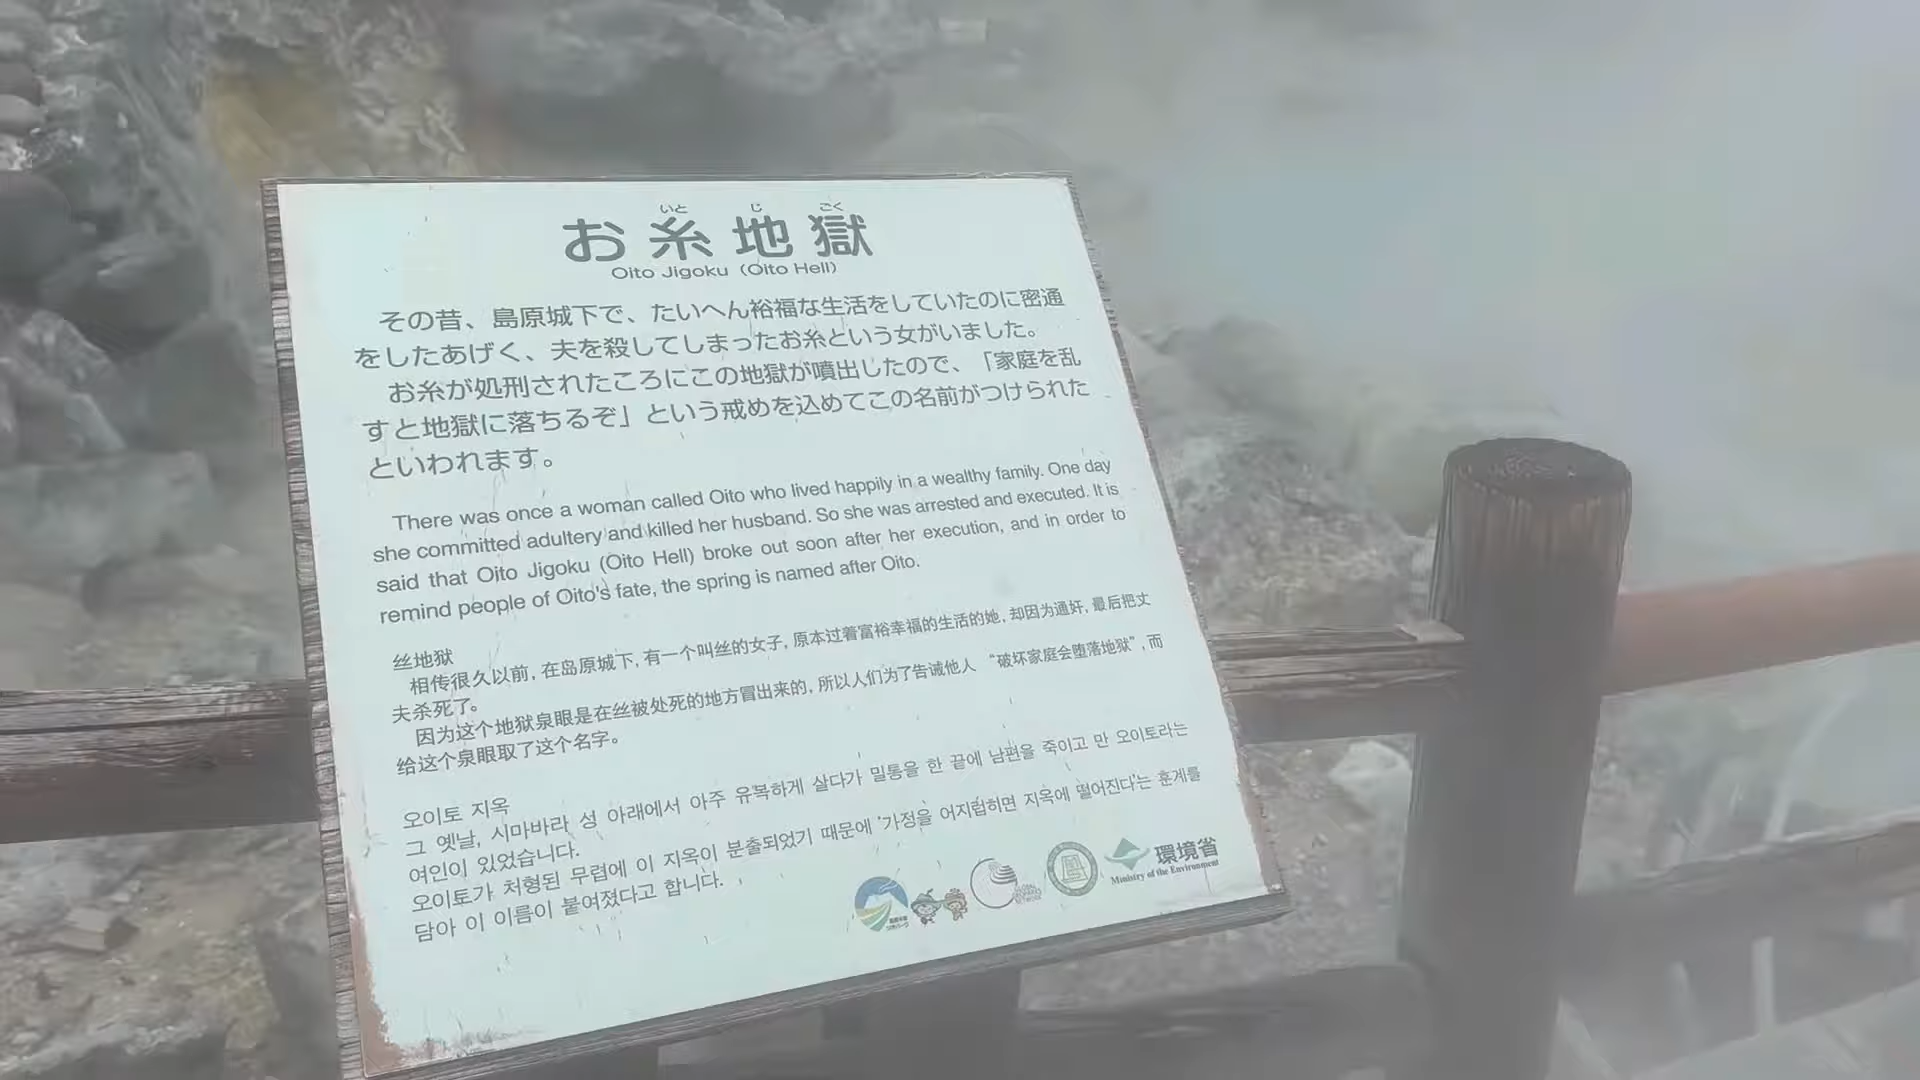 いと じ ごく
お糸地獄
Oito Jigoku (Oito Hell)
その昔、島原城下で、たいへん裕福な生活をしていたのに密通
をしたあげく、夫を殺してしまったお糸という女がいました。
お糸が処刑されたころにこの地獄が噴出したので、「家庭を乱
すと地獄に落ちるぞ」という戒めを込めてこの名前がつけられた
といわれます。
There was once a woman called Oito who lived happily in a wealthy family. One day
she committed adultery and killed her husband. So she was arrested and executed. It is
said that Oito Jigoku (Oito Hell) broke out soon after her execution, and in order to
remind people of Oito's fate, the spring is named after Oito.
丝地狱
相传很久以前, 在岛原城下, 有一个叫丝的女子, 原本过着富裕幸福的生活的她, 却因为通奸, 最后把丈
夫杀死了。
因为这个地狱泉眼是在丝被处死的地方冒出来的, 所以人们为了告诫他人 “破坏家庭会堕落地狱”, 而
给这个泉眼取了这个名字。
오이토 지옥
그 옛날, 시마바라 성 아래에서 아주 유복하게 살다가 밀통을 한 끝에 남편을 죽이고 만 오이토라는
여인이 있었습니다.
오이토가 처형된 무렵에 이 지옥이 분출되었기 때문에 '가정을 어지럽히면 지옥에 떨어진다'는 훈계를
담아 이 이름이 붙여졌다고 합니다.
環境省
Ministry of the Environment